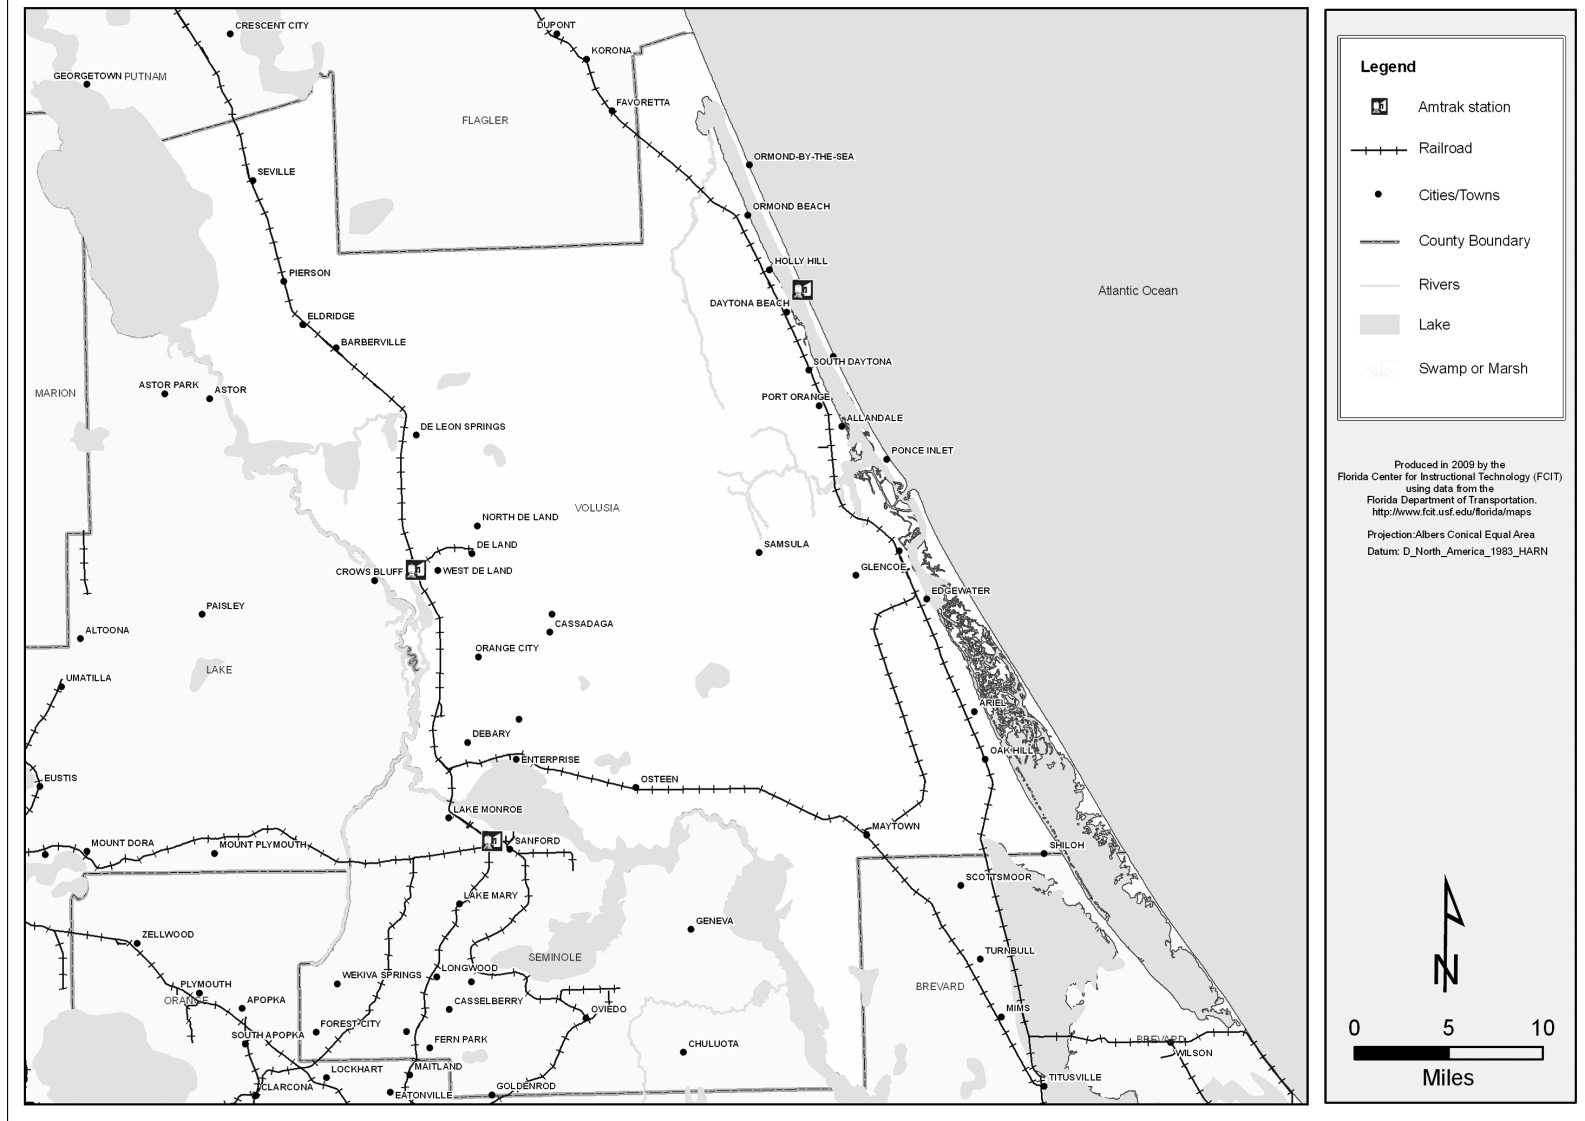 CRESCENT CITY
DUPONT
KORONA
GEORGETOWN
PUTNAM
FAVORETTA
FLAGLER
ORMOND-BY-THE-SEA
SEVILLE
ORMOND BEACH
HOLLY HILL
PIERSON
Atlantic Ocean
DAYTONA BEACH
ELDRIDGE
BARBERVILLE
SOUTH DAYTONA
ASTOR PARK
ASTOR
MARION
PORT ORANGE
ALLANDALE
DE LEON SPRINGS
PONCE INLET
VOLUSIA
NORTH DE LAND
DE LAND
SAMSULA
CROWS BLUFF
WEST DE LAND
GLENCOE
EDGEWATER
PAISLEY
CASSADAGA
ALTOONA
ORANGE CITY
LAKE
UMATILLA
ARIEL
DEBARY
OAK HILL
ENTERPRISE
EUSTIS
OSTEEN
LAKE MONROE
MAYTOWN
MOUNT DORA
MOUNT PLYMOUTH
SANFORD
SHILOH
SCOTTSMOOR
LAKE MARY
GENEVA
ZELLWOOD
TURNBULL
SEMINOLE
WEKIVA SPRINGS
LONGWOOD
PLYMOUTH
ORANGE
BREVARD
APOPKA
CASSELBERRY
OVIEDO
MIMS
FOREST CITY
SOUTH APOPKA
FERN PARK
CHULUOTA
BREVARD
WILSON
LOCKHART
MAITLAND
TITUSVILLE
CLARCONA
EATONVILLE
GOLDENROD
Legend
Amtrak station
Railroad
Cities/Towns
County Boundary
Rivers
Lake
Swamp or Marsh
Produced in 2009 by the
Florida Center for Instructional Technology (FCIT)
using data from the
Florida Department of Transportation.
http://www.fcit.usf.edu/florida/maps
Projection:Albers Conical Equal Area
Datum: D_North_America_1983_HARN
N
0 5 10
Miles